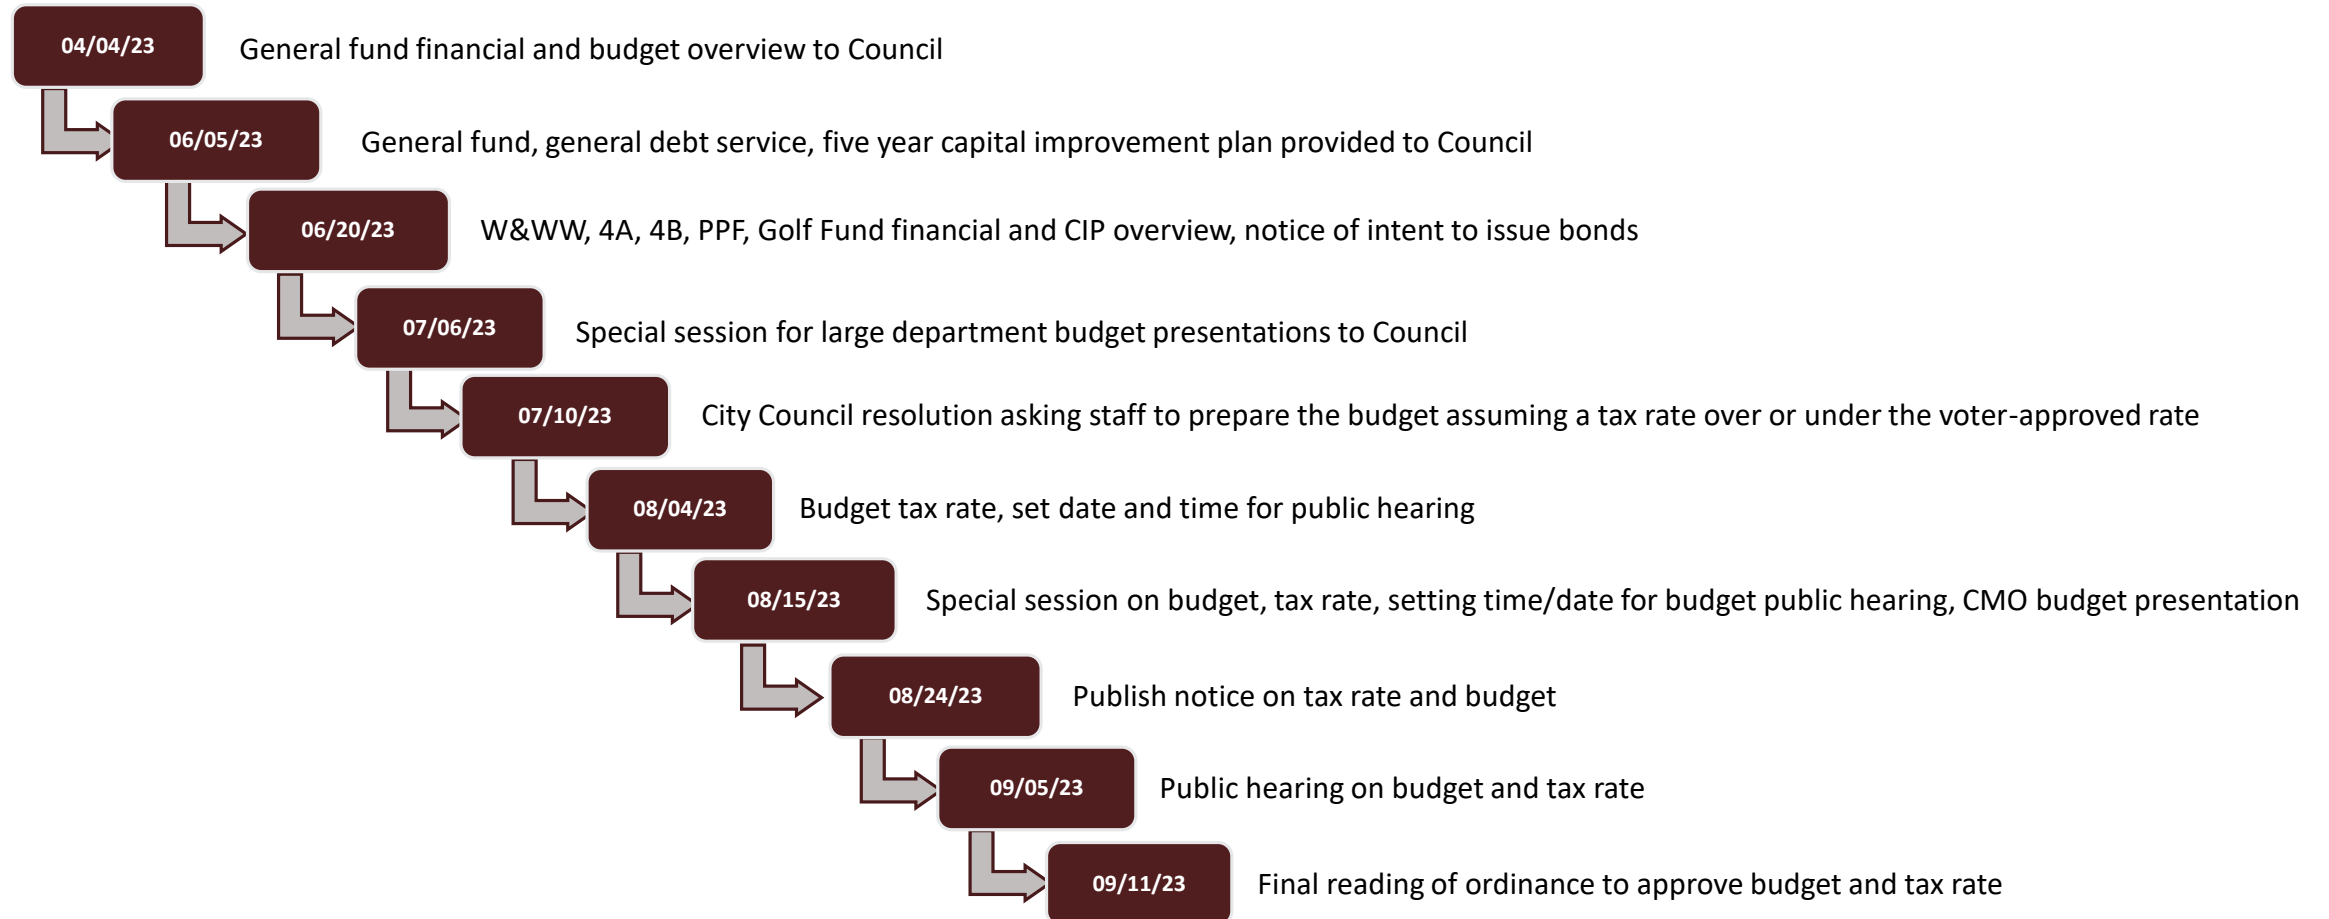 04/04/23 General fund financial and budget overview to Council
06/05/23 General fund, general debt service, five year capital improvement plan provided to Council
06/20/23 W&WW, 4A, 4B, PPF, Golf Fund financial and CIP overview, notice of intent to issue bonds
07/06/23 Special session for large department budget presentations to Council
07/10/23 City Council resolution asking staff to prepare the budget assuming a tax rate over or under the voter-approved rate
08/04/23 Budget tax rate, set date and time for public hearing
08/15/23 Special session on budget, tax rate, setting time/date for budget public hearing, CMO budget presentation
08/24/23 Publish notice on tax rate and budget
09/05/23 Public hearing on budget and tax rate
09/11/23 Final reading of ordinance to approve budget and tax rate